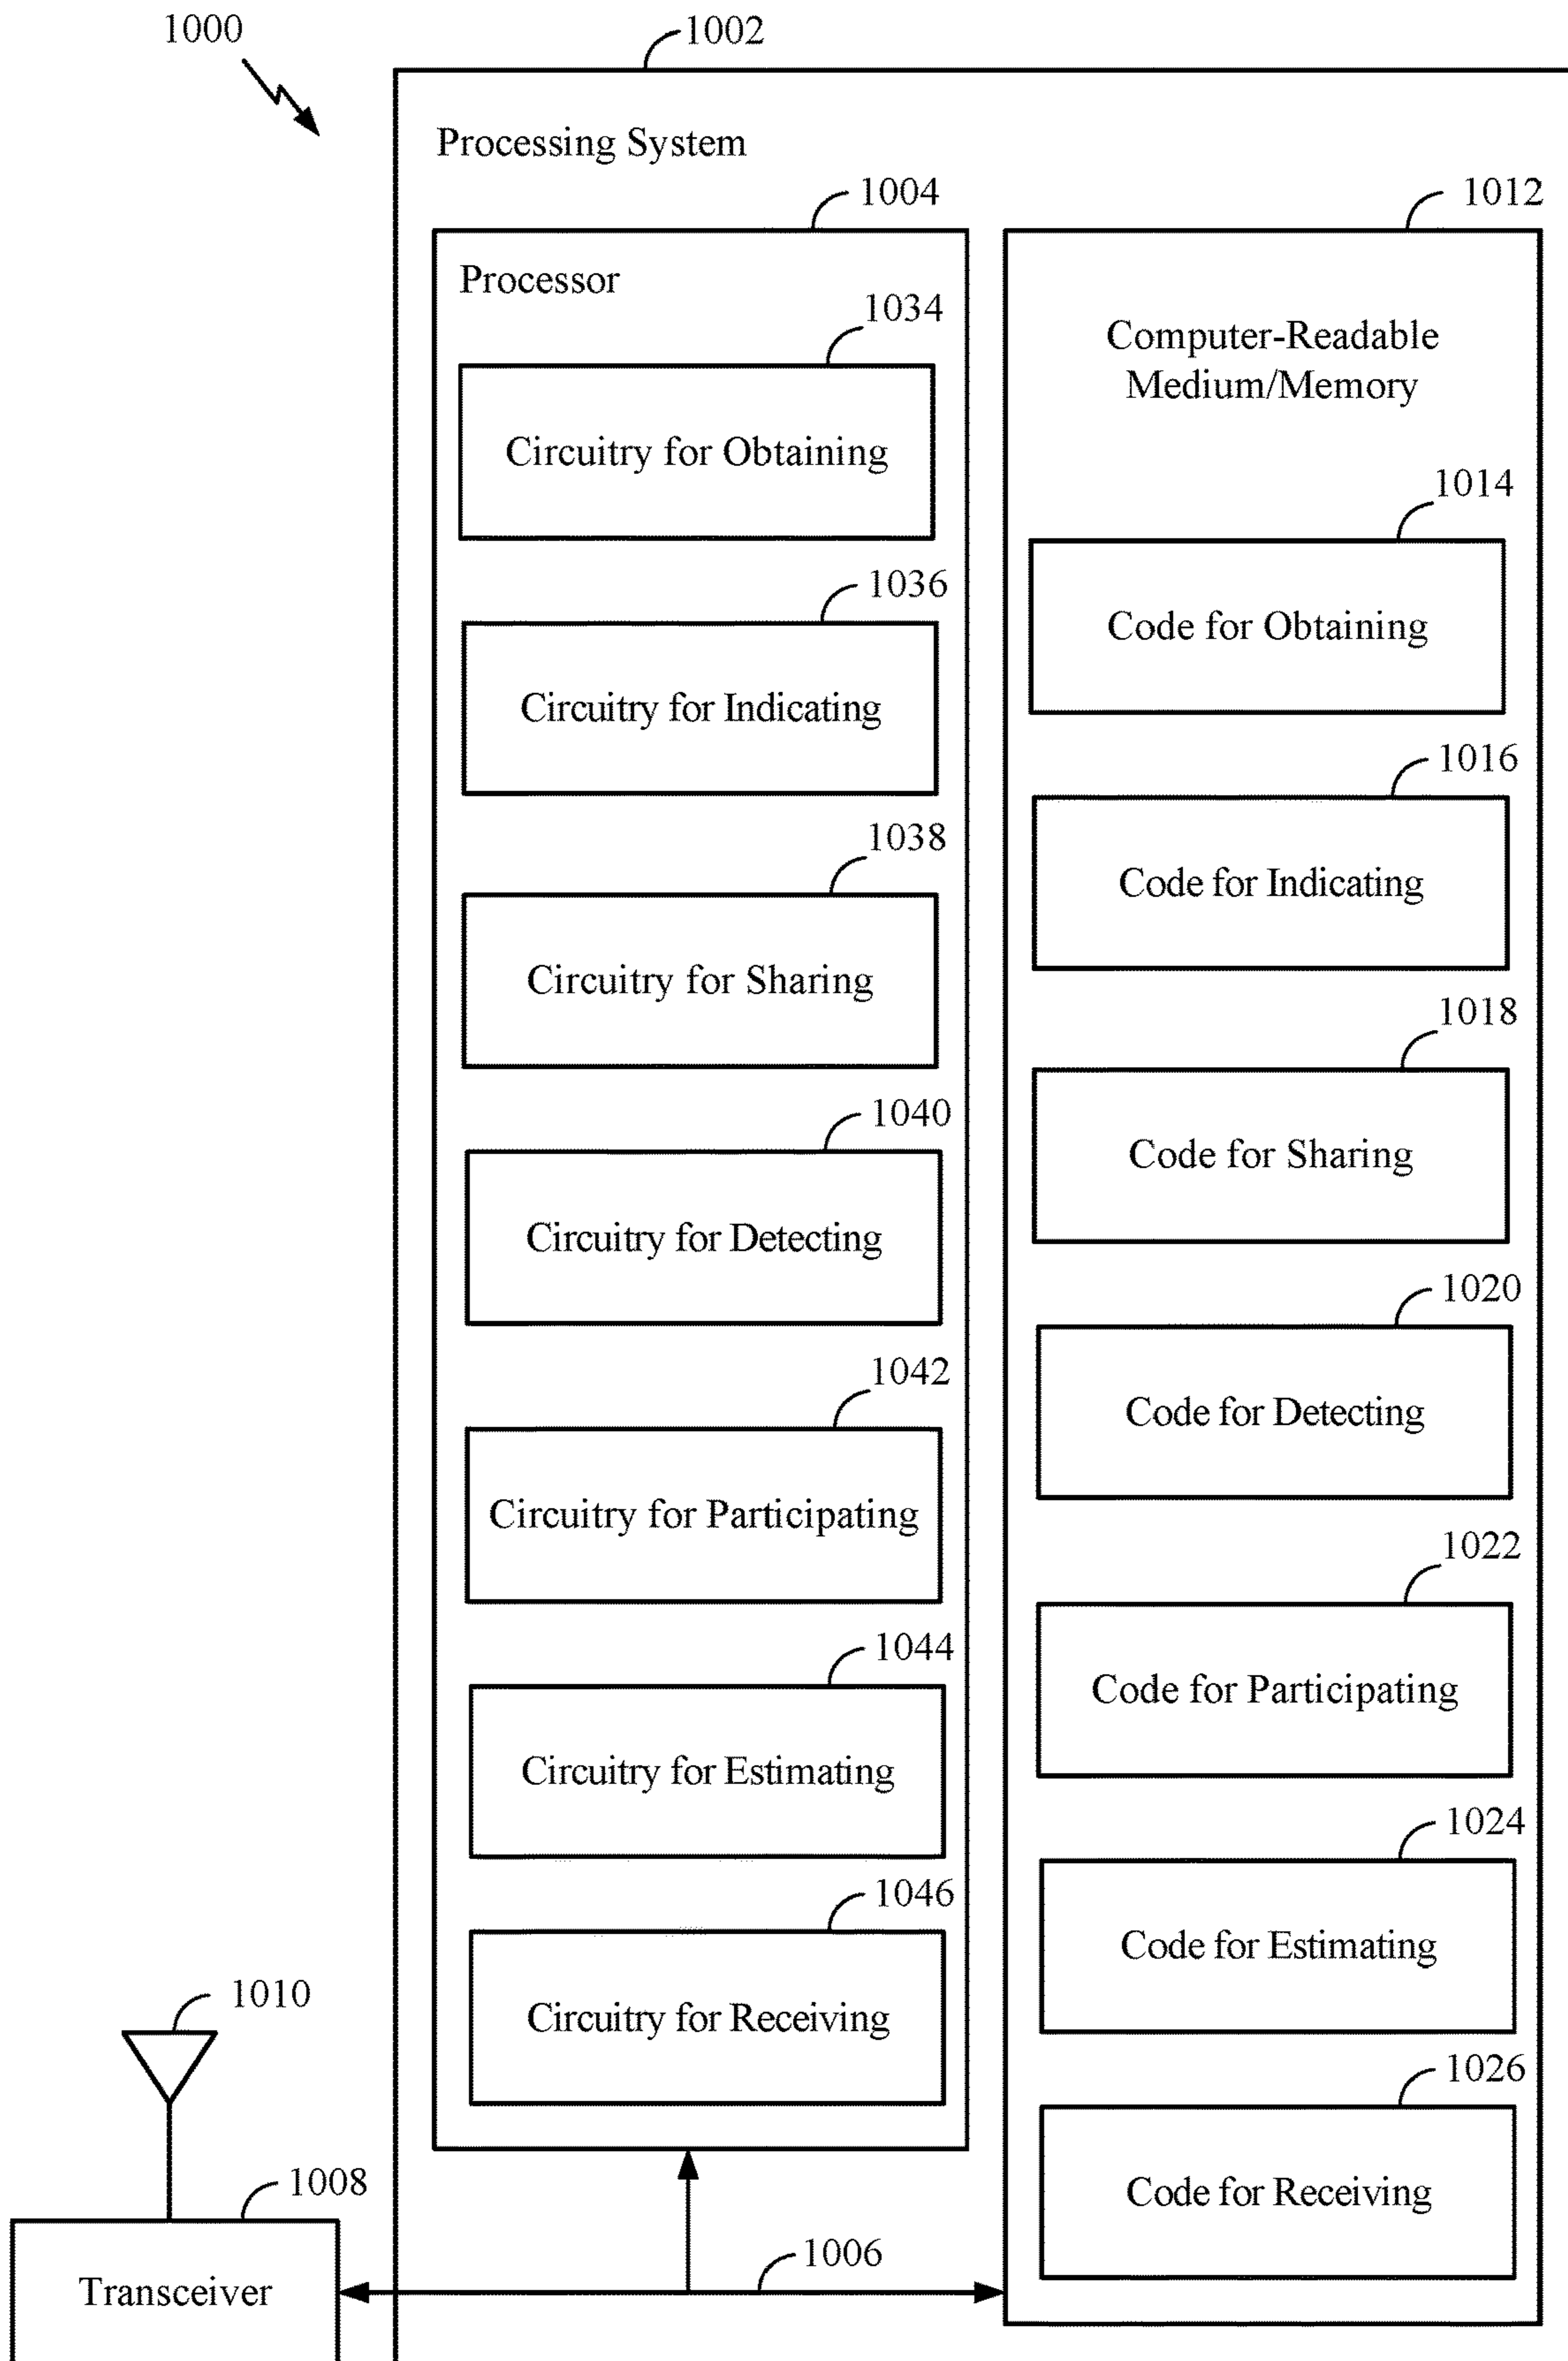 1000
1002
Processing System
1004
Processor
1034
Circuitry for Obtaining
1036
Circuitry for Indicating
1038
Circuitry for Sharing
1040
Circuitry for Detecting
1042
Circuitry for Participating
1044
Circuitry for Estimating
1046
Circuitry for Receiving
1012
Computer-Readable
Medium/Memory
1014
Code for Obtaining
1016
Code for Indicating
1018
Code for Sharing
1020
Code for Detecting
1022
Code for Participating
1024
Code for Estimating
1026
Code for Receiving
1010
1008
Transceiver
1006